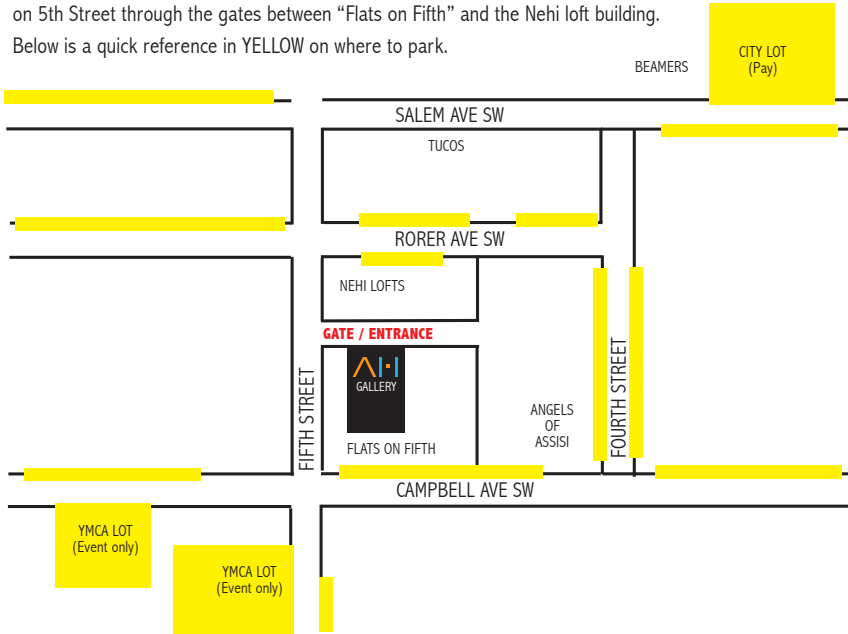 on 5th Street through the gates between “Flats on Fifth” and the Nehi loft building.
Below is a quick reference in YELLOW on where to park.
BEAMERS
CITY LOT
(Pay)
SALEM AVE SW
TUCOS
RORER AVE SW
NEHI LOFTS
GATE / ENTRANCE
GALLERY
FIFTH STREET
FLATS ON FIFTH
ANGELS
OF
ASSISI
FOURTH STREET
CAMPBELL AVE SW
YMCA LOT
(Event only)
YMCA LOT
(Event only)